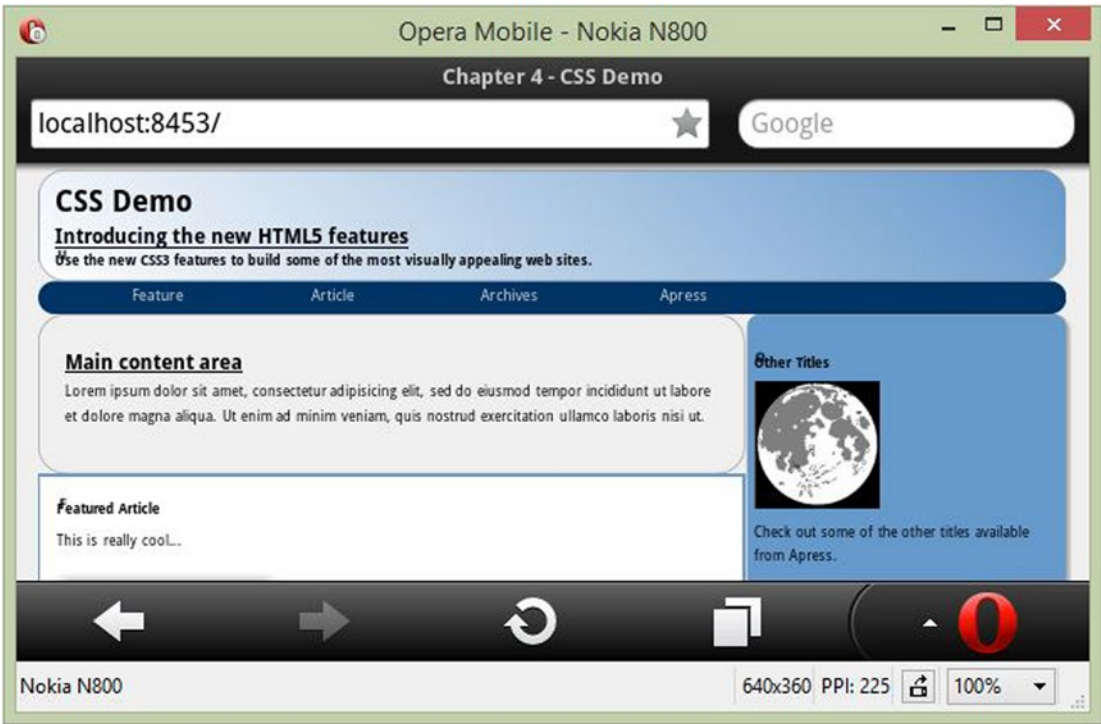 Opera Mobile - Nokia N800
Chapter 4 - CSS Demo
localhost:8453/
Google
CSS Demo
Introducing the new HTML5 features
Use the new CSS3 features to build some of the most visually appealing web sites.
Feature Article Archives Apress
Main content area
Lorem ipsum dolor sit amet, consectetur adipisicing elit, sed do eiusmod tempor incididunt ut labore
et dolore magna aliqua. Ut enim ad minim veniam, quis nostrud exercitation ullamco laboris nisi ut.
Featured Article
This is really cool...
Other Titles
Check out some of the other titles available
from Apress.
Nokia N800
640x360 PPI: 225 100%